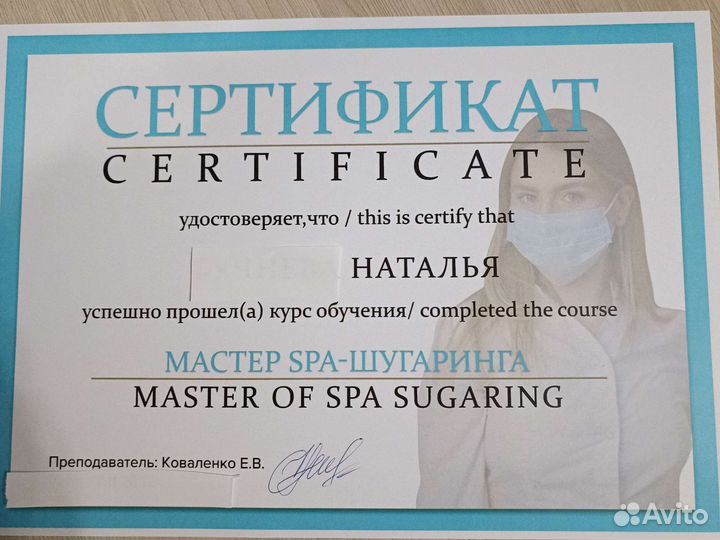 СЕРТИФИКАТ
CERTIFICATE
удостоверяет,что / this is certify that
НАТАЛЬЯ
успешно прошел(а) курс обучения/ completed the course
МАСТЕР SPA-ШУГАРИНГА
MASTER OF SPA SUGARING
Преподаватель: Коваленко Е.В.
Avito